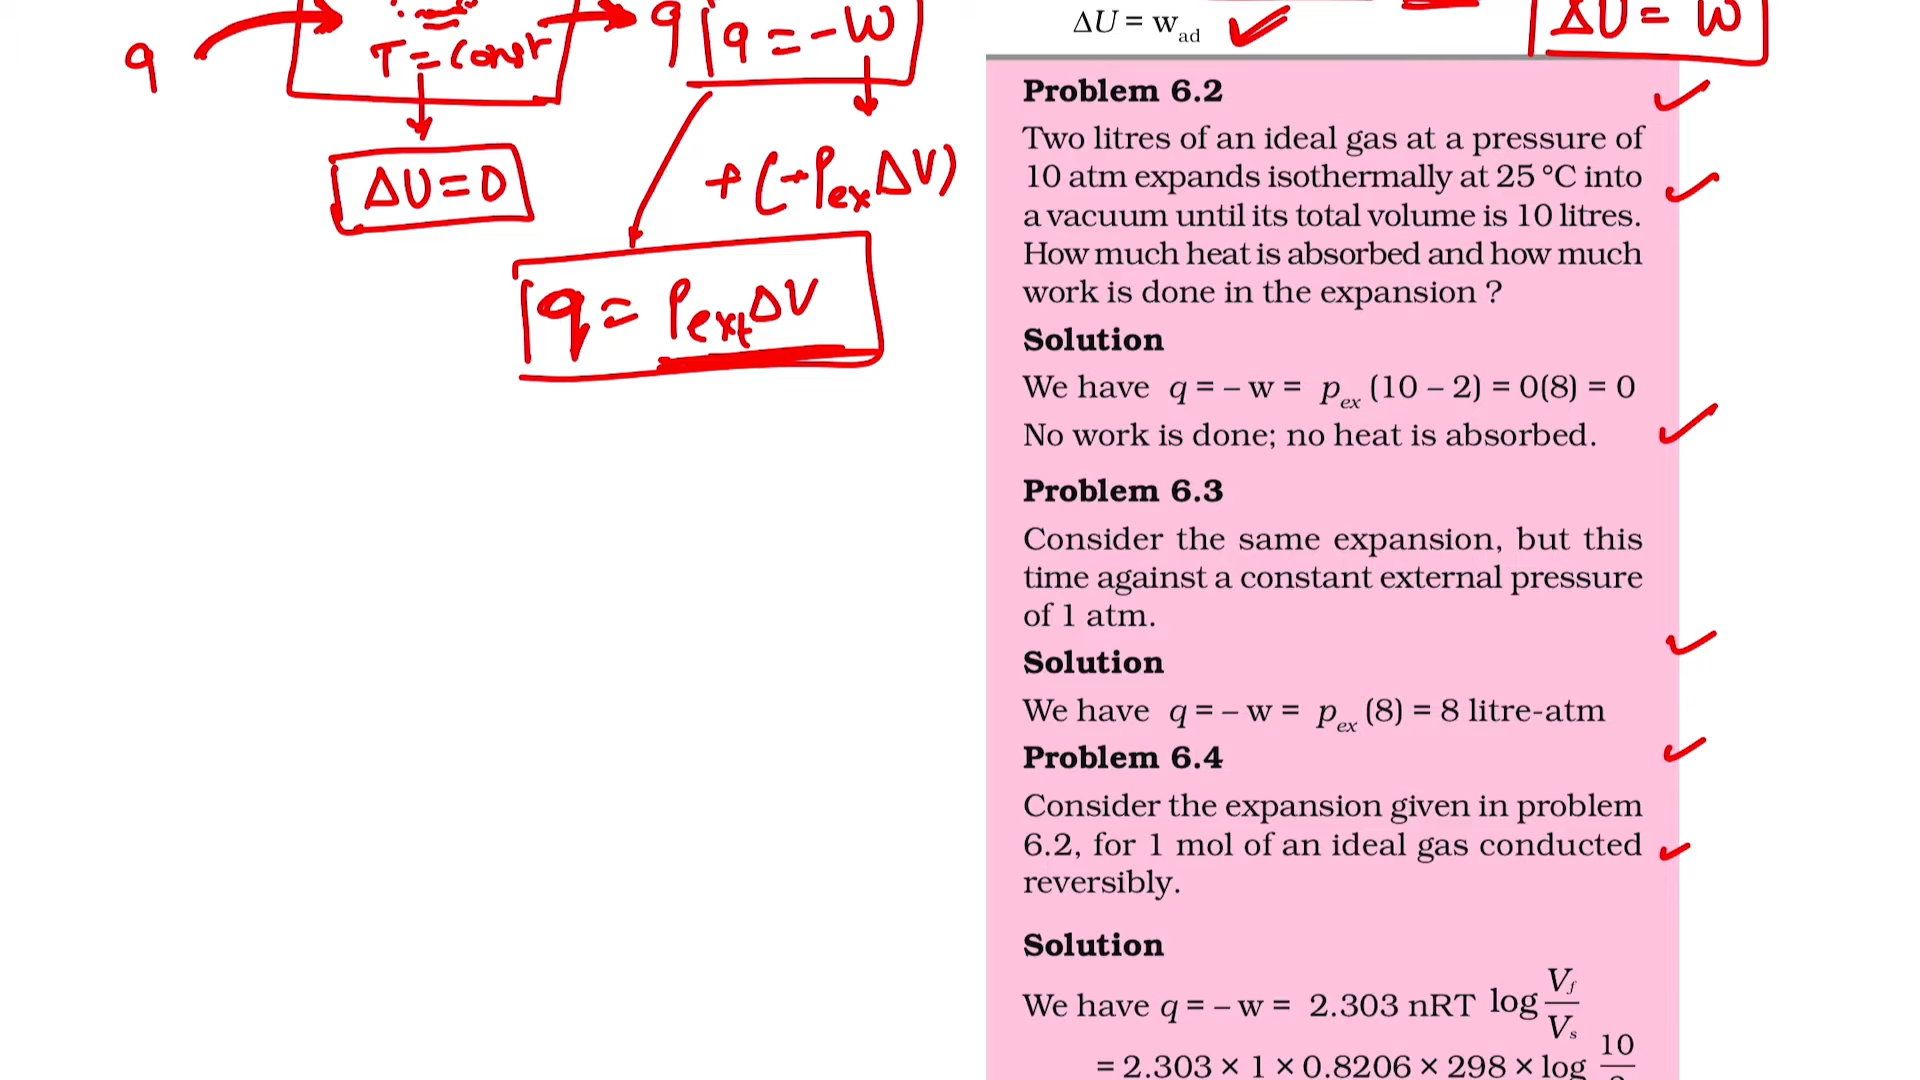 q
T = Const
q
q = -W
ΔU = 0
+ (+PexΔV)
q = PextΔV
ΔU = wad
ΔU = W
Problem 6.2
Two litres of an ideal gas at a pressure of
10 atm expands isothermally at 25 °C into
a vacuum until its total volume is 10 litres.
How much heat is absorbed and how much
work is done in the expansion ?
Solution
We have q = – w = pex (10 – 2) = 0(8) = 0
No work is done; no heat is absorbed.
Problem 6.3
Consider the same expansion, but this
time against a constant external pressure
of 1 atm.
Solution
We have q = – w = pex (8) = 8 litre-atm
Problem 6.4
Consider the expansion given in problem
6.2, for 1 mol of an ideal gas conducted
reversibly.
Solution
We have q = – w = 2.303 nRT log Vf/Vs
= 2.303 × 1 × 0.8206 × 298 × log 10